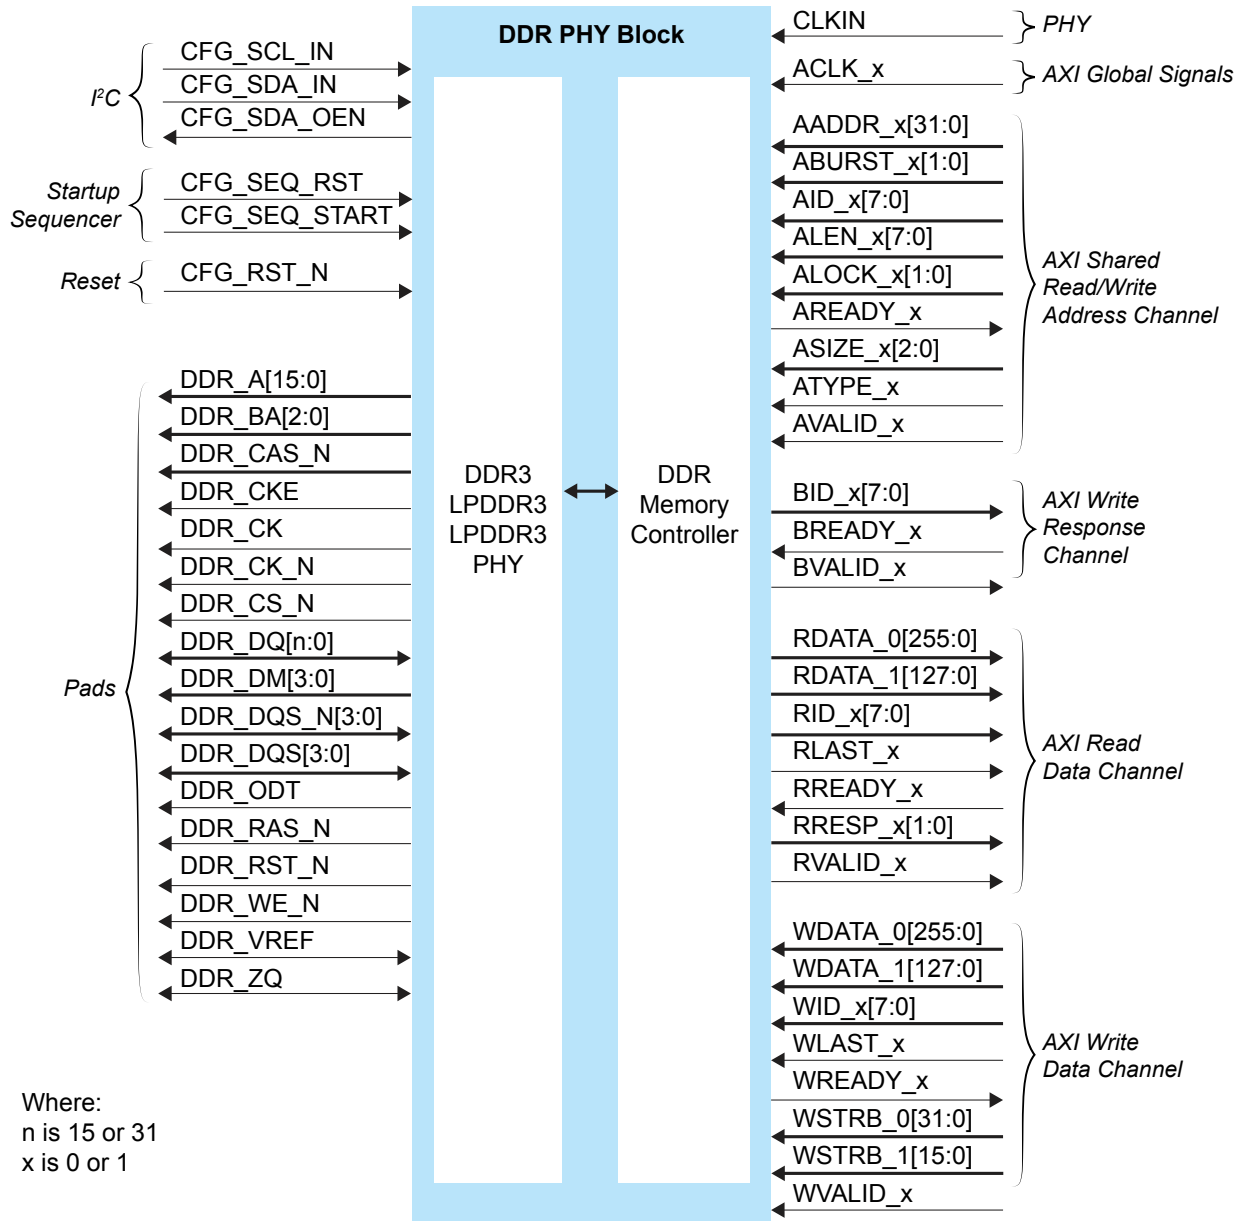 DDR PHY Block
I²C
CFG_SCL_IN
CFG_SDA_IN
CFG_SDA_OEN
Startup
Sequencer
CFG_SEQ_RST
CFG_SEQ_START
Reset
CFG_RST_N
Pads
DDR_A[15:0]
DDR_BA[2:0]
DDR_CAS_N
DDR_CKE
DDR_CK
DDR_CK_N
DDR_CS_N
DDR_DQ[n:0]
DDR_DM[3:0]
DDR_DQS_N[3:0]
DDR_DQS[3:0]
DDR_ODT
DDR_RAS_N
DDR_RST_N
DDR_WE_N
DDR_VREF
DDR_ZQ
Where:
n is 15 or 31
x is 0 or 1
DDR3
LPDDR3
LPDDR3
PHY
DDR
Memory
Controller
CLKIN
PHY
ACLK_x
AXI Global Signals
AADDR_x[31:0]
ABURST_x[1:0]
AID_x[7:0]
ALEN_x[7:0]
ALOCK_x[1:0]
AREADY_x
ASIZE_x[2:0]
ATYPE_x
AVALID_x
AXI Shared
Read/Write
Address Channel
BID_x[7:0]
BREADY_x
BVALID_x
AXI Write
Response
Channel
RDATA_0[255:0]
RDATA_1[127:0]
RID_x[7:0]
RLAST_x
RREADY_x
RRESP_x[1:0]
RVALID_x
AXI Read
Data Channel
WDATA_0[255:0]
WDATA_1[127:0]
WID_x[7:0]
WLAST_x
WREADY_x
WSTRB_0[31:0]
WSTRB_1[15:0]
WVALID_x
AXI Write
Data Channel